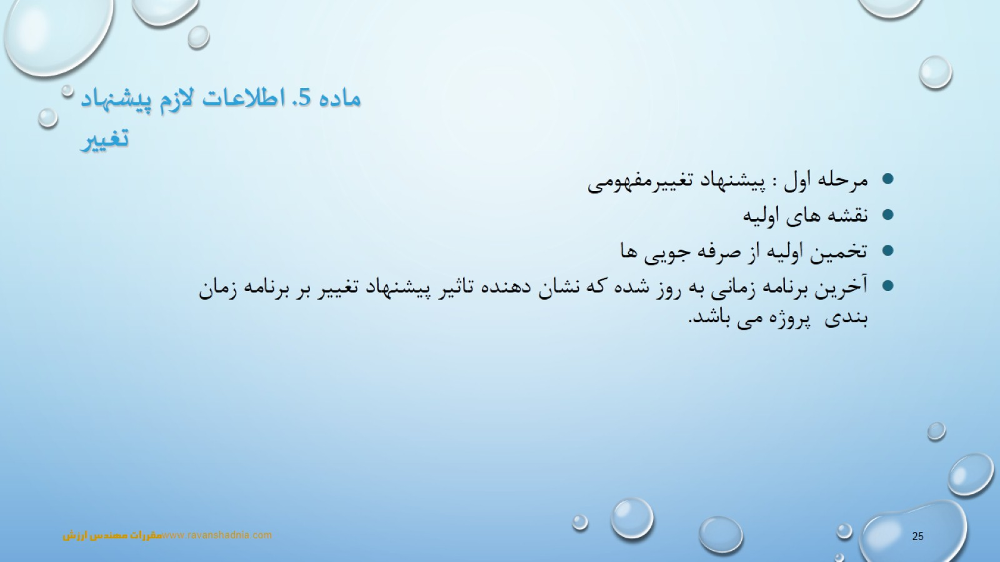 ماده 5. اطلاعات لازم پیشنهاد
تغییر
مرحله اول : پیشنهاد تغییرمفهومی
نقشه های اولیه
تخمین اولیه از صرفه جویی ها
آخرین برنامه زمانی به روز شده که نشان دهنده تاثیر پیشنهاد تغییر بر برنامه زمان
بندی پروژه می باشد.
مقررات مهندس ارزش www.ravanshadnia.com
25